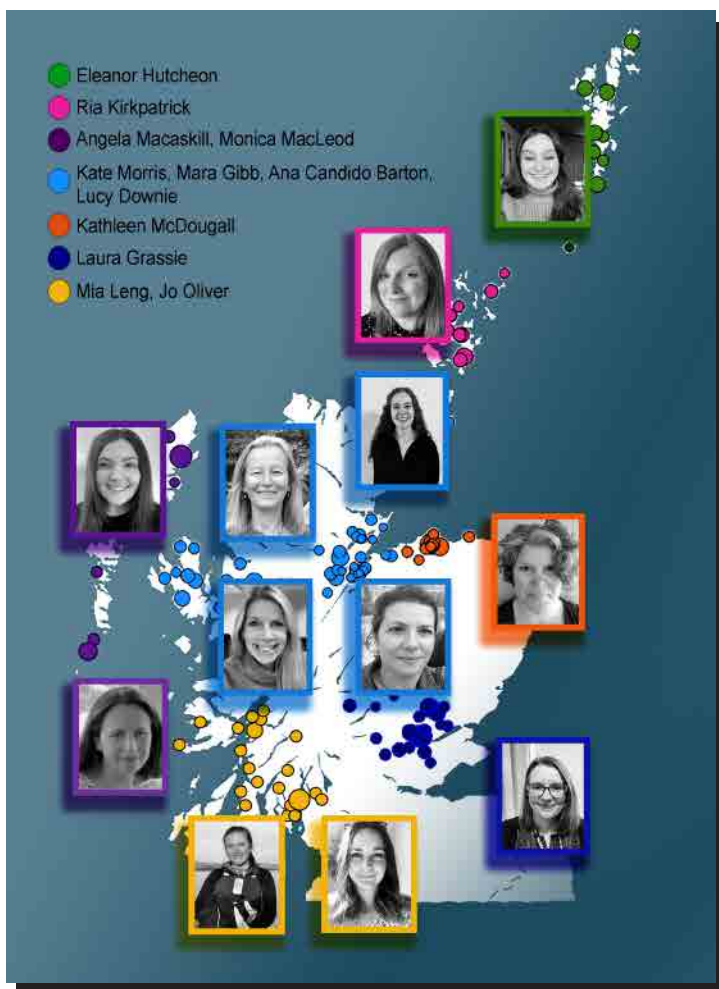 Eleanor Hutcheon
Ria Kirkpatrick
Angela Macaskill, Monica MacLeod
Kate Morris, Mara Gibb, Ana Candido Barton,
Lucy Downie
Kathleen McDougall
Laura Grassie
Mia Leng, Jo Oliver